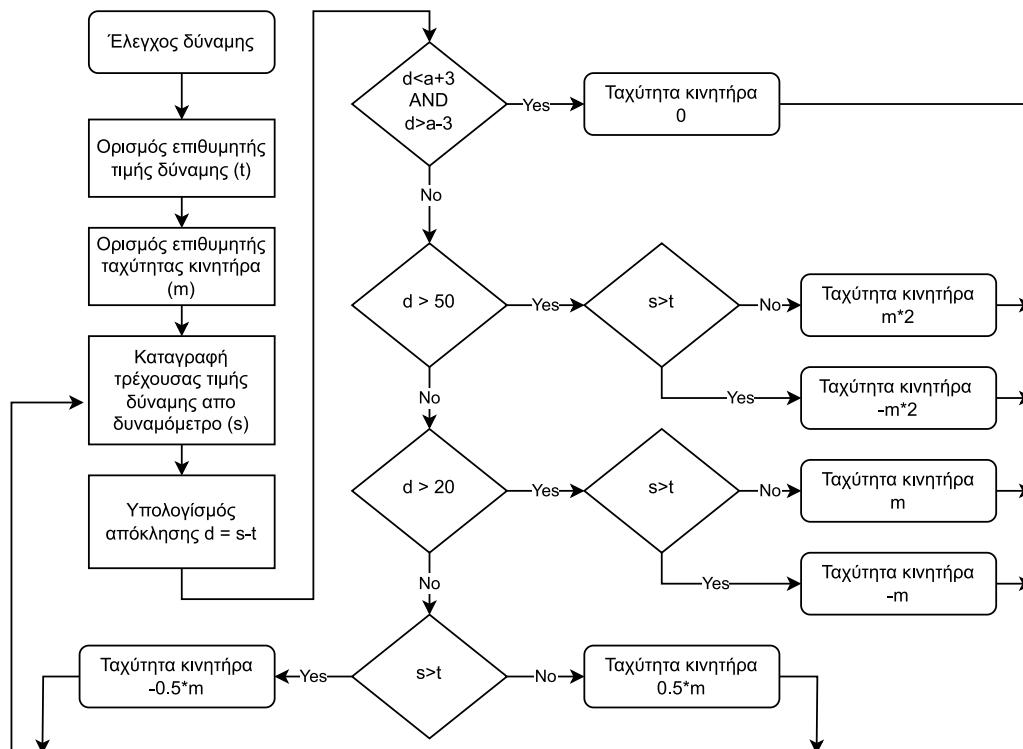 Έλεγχος δύναμης
Ορισμός επιθυμητής
τιμής δύναμης (t)
Ορισμός επιθυμητής
ταχύτητας κινητήρα
(m)
Καταγραφή
τρέχουσας τιμής
δύναμης απο
δυναμόμετρο (s)
Υπολογίσμός
απόκλησης d = s-t
d<a+3
AND
d>a-3
Yes
Ταχύτητα κινητήρα
0
No
d > 50
Yes
s>t
No
Ταχύτητα κινητήρα
m*2
Yes
Ταχύτητα κινητήρα
-m*2
No
d > 20
Yes
s>t
No
Ταχύτητα κινητήρα
m
Yes
Ταχύτητα κινητήρα
-m
No
s>t
Yes
Ταχύτητα κινητήρα
-0.5*m
No
Ταχύτητα κινητήρα
0.5*m